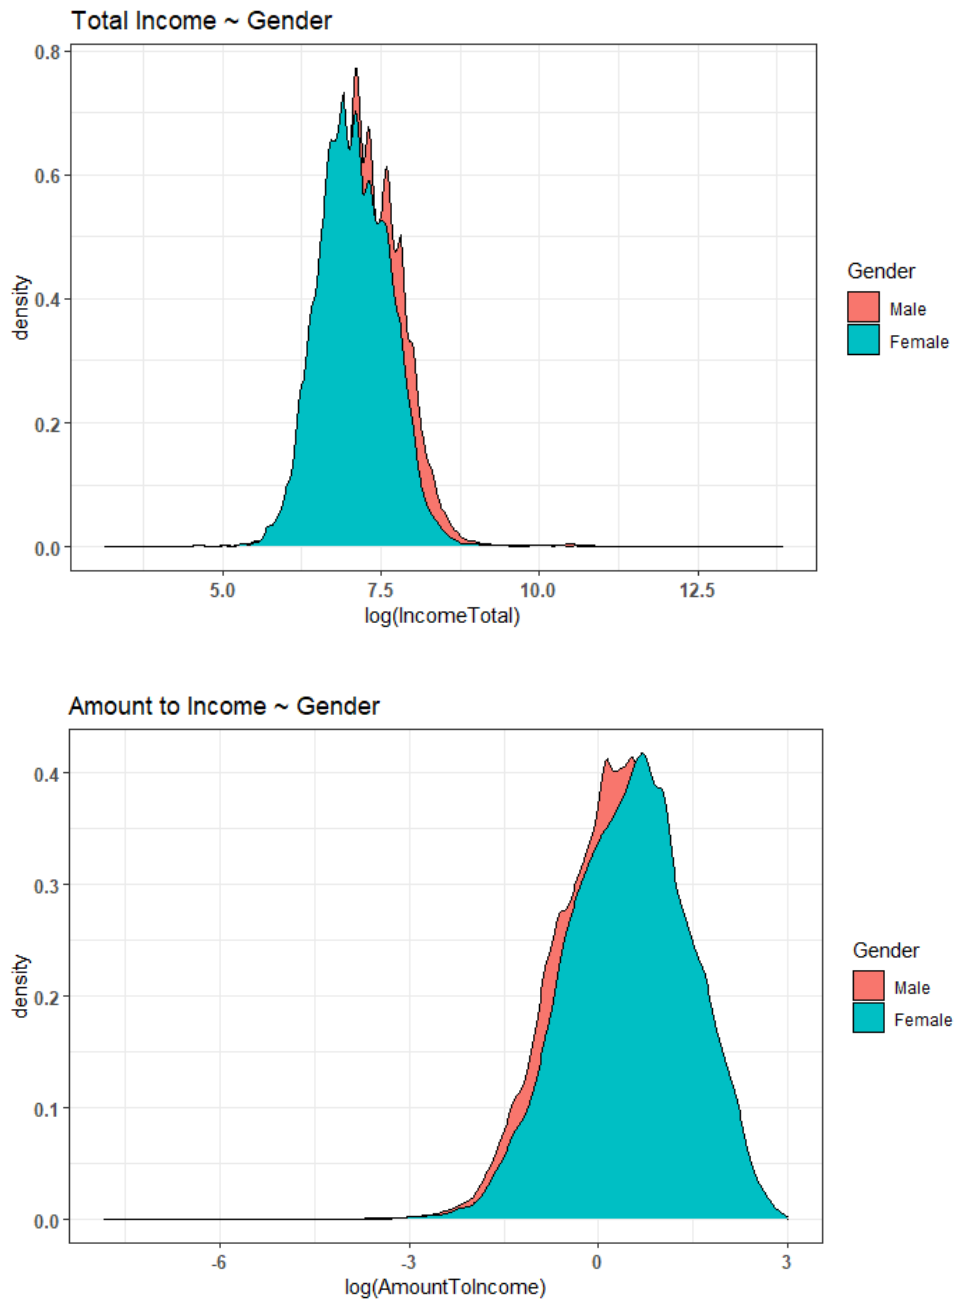 Total Income ~ Gender
0.8
0.6
0.4
0.2
0.0
density
5.0 7.5 10.0 12.5
log(IncomeTotal)
Gender
Male
Female
Amount to Income ~ Gender
0.4
0.3
0.2
0.1
0.0
density
-6 -3 0 3
log(AmountToIncome)
Gender
Male
Female